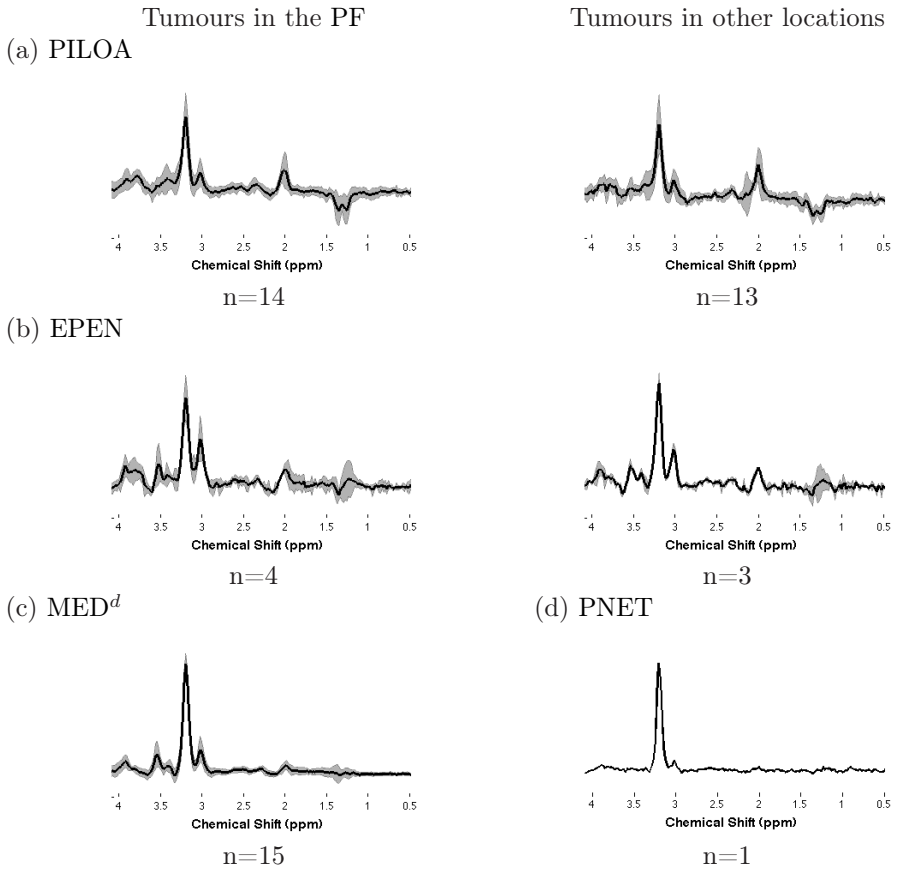 Tumours in the PF Tumours in other locations
(a) PILOA
4 3.5 3 2.5 2 1.5 1 0.5 4 3.5 3 2.5 2 1.5 1 0.5
Chemical Shift (ppm) Chemical Shift (ppm)
n=14 n=13
(b) EPEN
4 3.5 3 2.5 2 1.5 1 0.5 4 3.5 3 2.5 2 1.5 1 0.5
Chemical Shift (ppm) Chemical Shift (ppm)
n=4 n=3
(c) MEDᵈ (d) PNET
4 3.5 3 2.5 2 1.5 1 0.5 4 3.5 3 2.5 2 1.5 1 0.5
Chemical Shift (ppm) Chemical Shift (ppm)
n=15 n=1